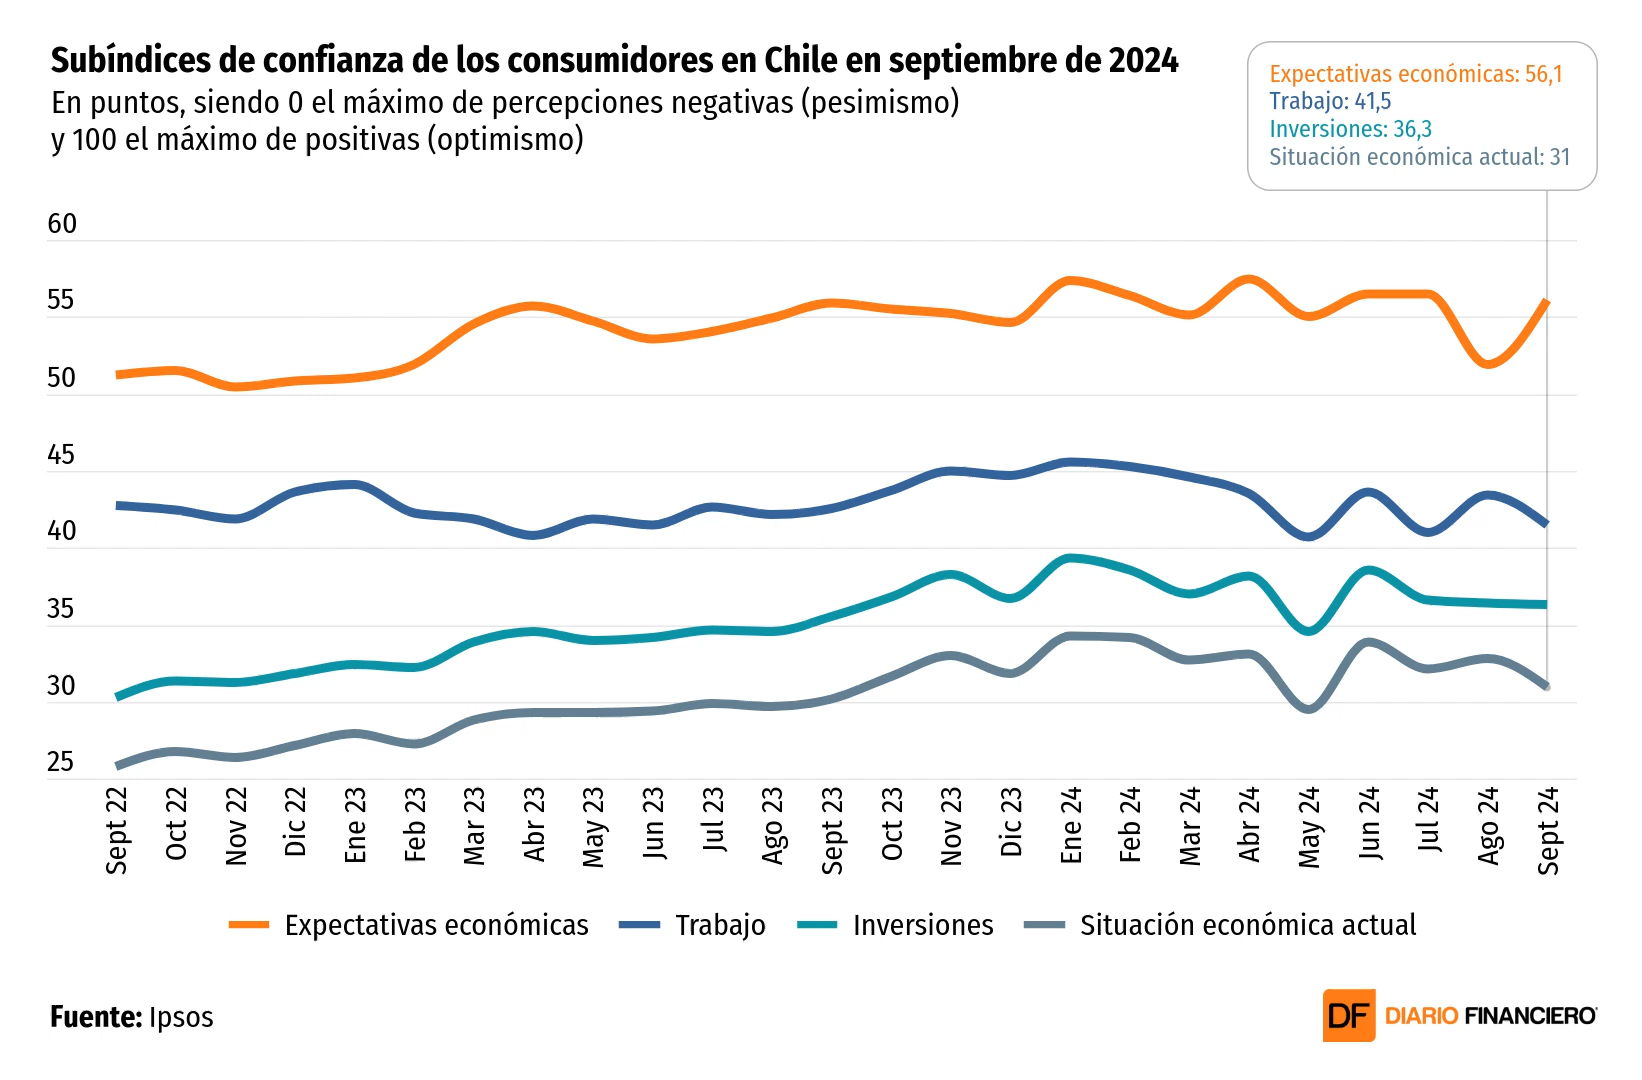 Subíndices de confianza de los consumidores en Chile en septiembre de 2024
En puntos, siendo 0 el máximo de percepciones negativas (pesimismo)
y 100 el máximo de positivas (optimismo)
Expectativas económicas: 56,1
Trabajo: 41,5
Inversiones: 36,3
Situación económica actual: 31
60
55
50
45
40
35
30
25
Sept 22
Oct 22
Nov 22
Dic 22
Ene 23
Feb 23
Mar 23
Abr 23
May 23
Jun 23
Jul 23
Ago 23
Sept 23
Oct 23
Nov 23
Dic 23
Ene 24
Feb 24
Mar 24
Abr 24
May 24
Jun 24
Jul 24
Ago 24
Sept 24
Expectativas económicas
Trabajo
Inversiones
Situación económica actual
Fuente: Ipsos
DF DIARIO FINANCIERO